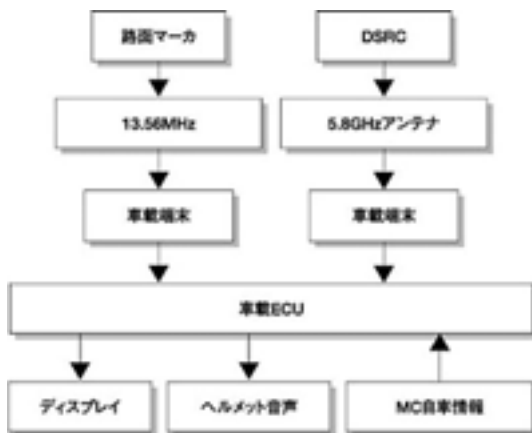 路面マーカ
DSRC
13.56MHz
5.8GHzアンテナ
車載端末
車載端末
車載ECU
ディスプレイ
ヘルメット音声
MC自車情報